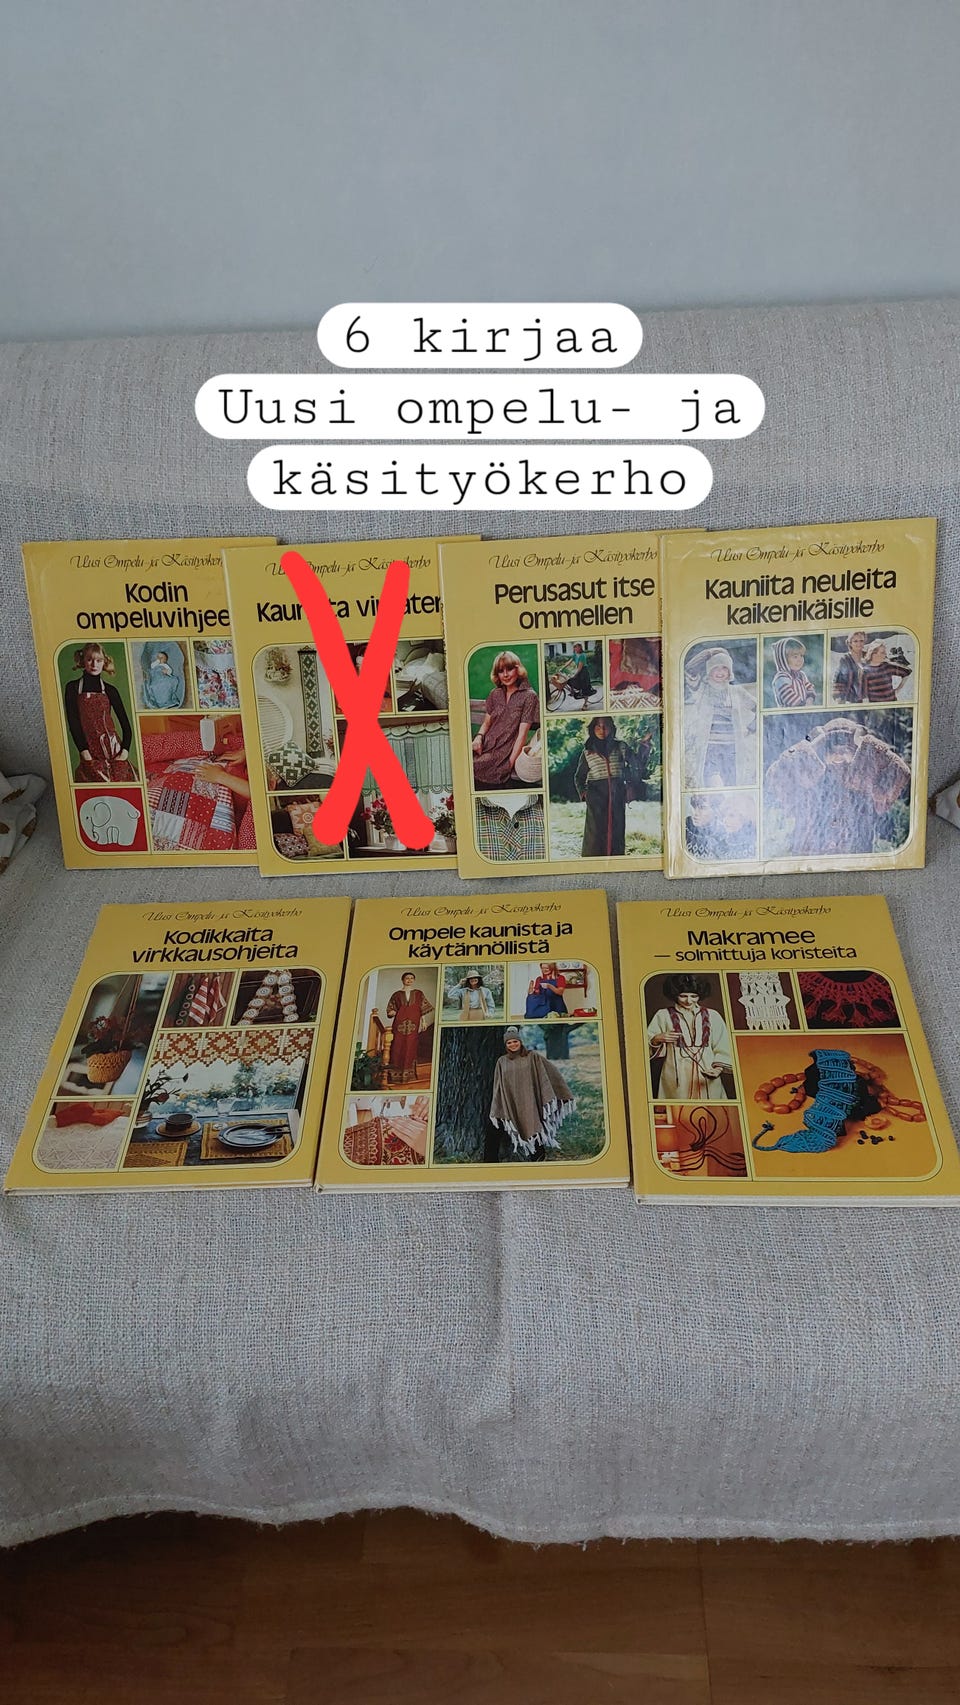 6 kirjaa
Uusi ompelu- ja
käsityökerho
Uusi Ompelu- ja
Kodin
Uusi Ompelu- ja Käsityökerho
Perusasut itse
ommellen
Uusi Ompelu- ja Käsityökerho
Kauniita neuleita
kaikenikäisille
Uusi Ompelu- ja Käsityökerho
Kodikkaita
virkkausohjeita
Uusi Ompelu- ja Käsityökerho
Ompele kaunista ja
käytännöllistä
Uusi Ompelu- ja Käsityökerho
Makramee
— solmittuja koristeita